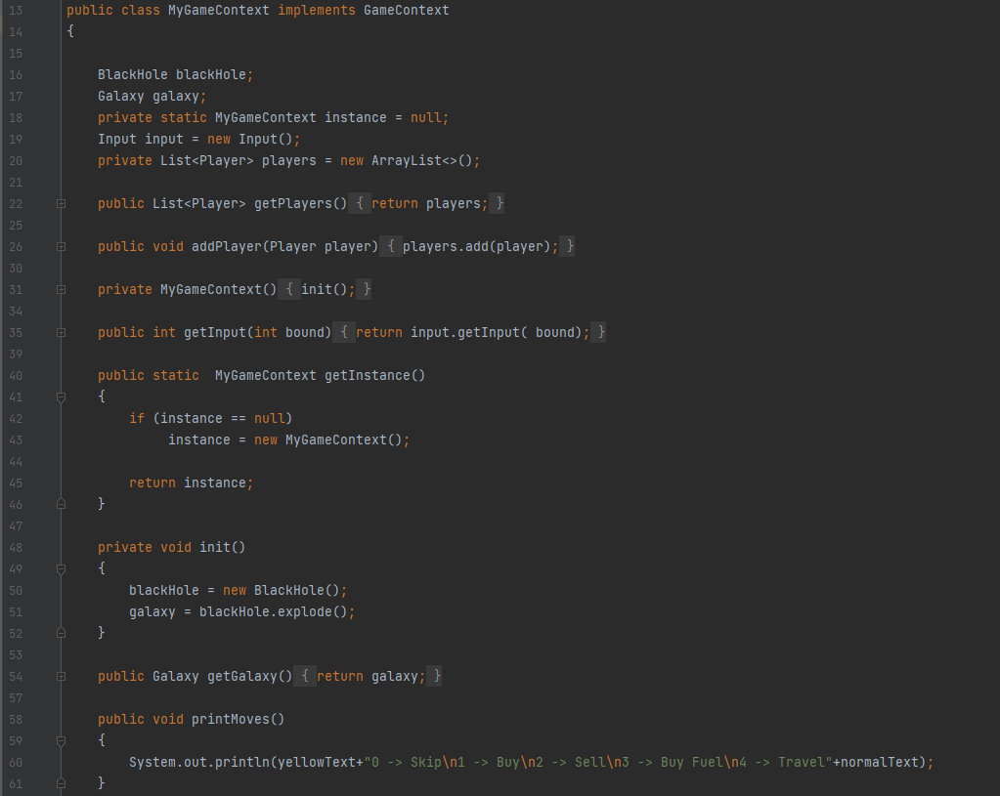 13 public class MyGameContext implements GameContext
14 {
15
16     BlackHole blackHole;
17     Galaxy galaxy;
18     private static MyGameContext instance = null;
19     Input input = new Input();
20     private List<Player> players = new ArrayList<>();
21
22     public List<Player> getPlayers() { return players; }
25
26     public void addPlayer(Player player) { players.add(player); }
30
31     private MyGameContext() { init(); }
34
35     public int getInput(int bound) { return input.getInput( bound); }
39
40     public static  MyGameContext getInstance()
41     {
42         if (instance == null)
43              instance = new MyGameContext();
44
45         return instance;
46     }
47
48     private void init()
49     {
50         blackHole = new BlackHole();
51         galaxy = blackHole.explode();
52     }
53
54     public Galaxy getGalaxy() { return galaxy; }
57
58     public void printMoves()
59     {
60         System.out.println(yellowText+"0 -> Skip\n1 -> Buy\n2 -> Sell\n3 -> Buy Fuel\n4 -> Travel"+normalText);
61     }